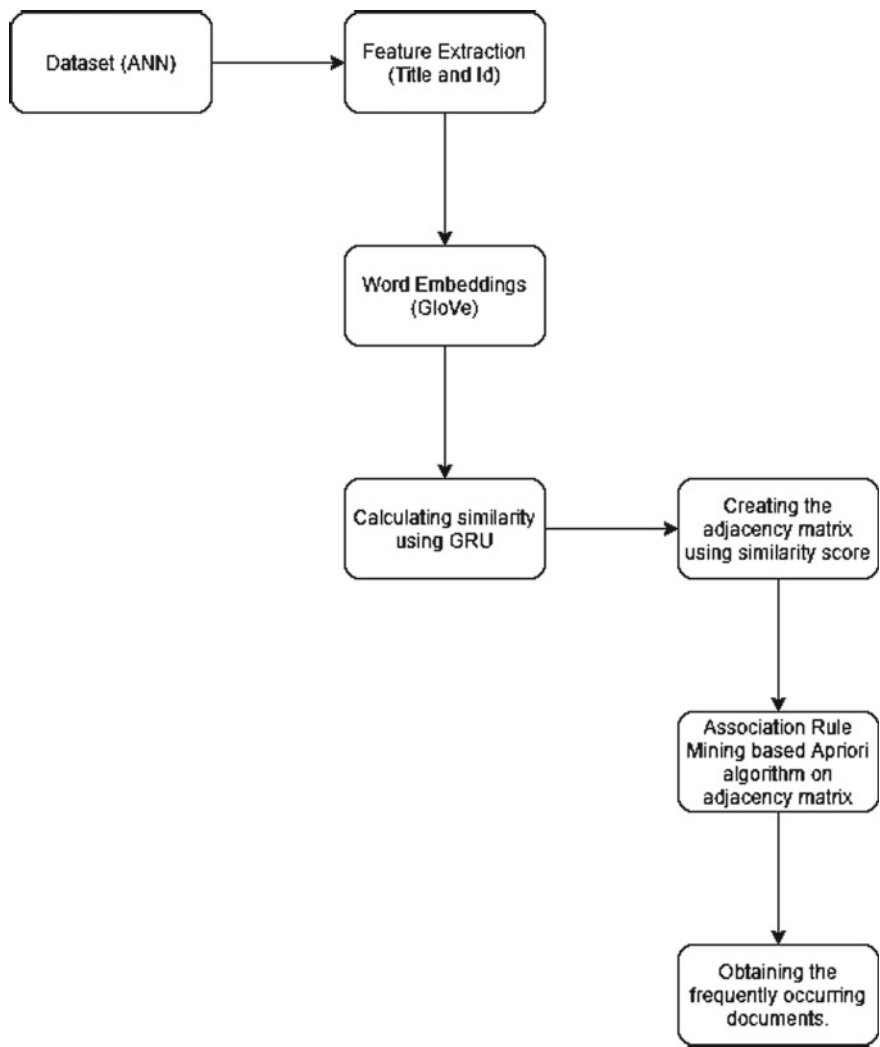 Dataset (ANN)
Feature Extraction
(Title and Id)
Word Embeddings
(GloVe)
Calculating similarity
using GRU
Creating the
adjacency matrix
using similarity score
Association Rule
Mining based Apriori
algorithm on
adjacency matrix
Obtaining the
frequently occurring
documents.